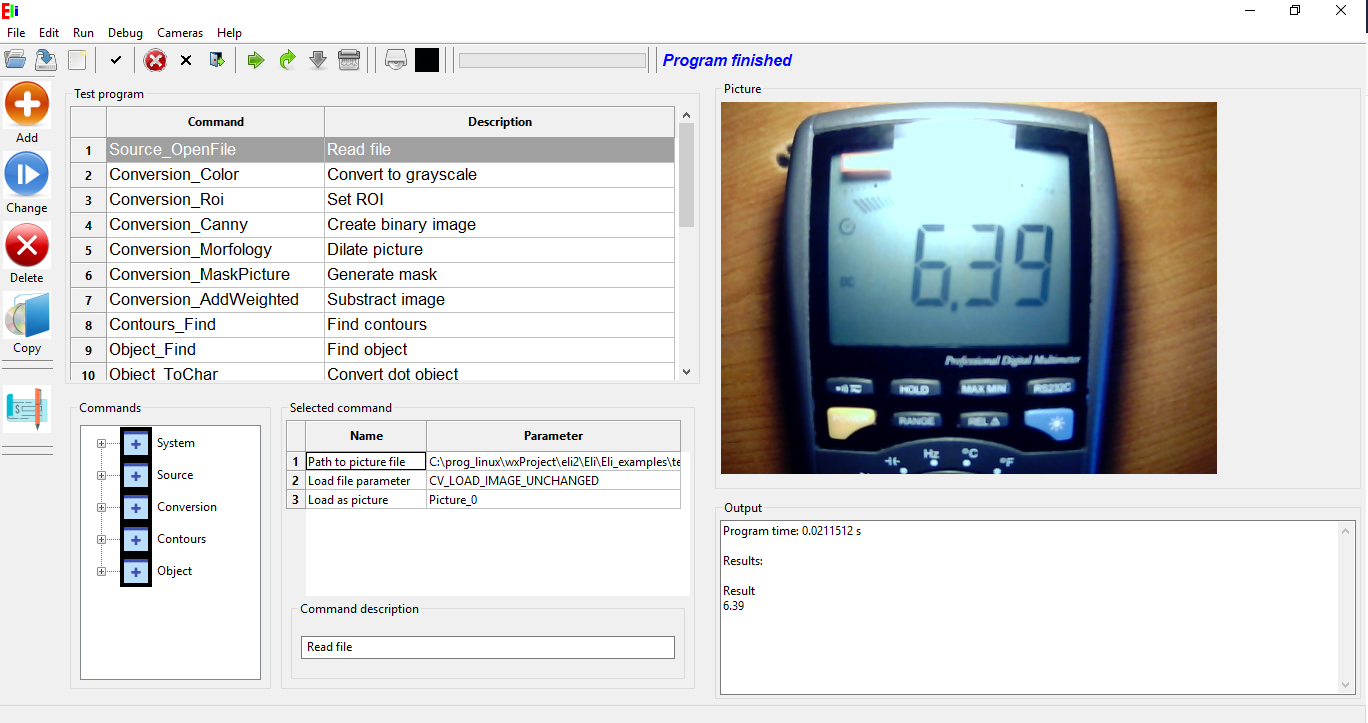 Eli
File Edit Run Debug Cameras Help
Program finished
Add
Change
Delete
Copy
Test program
Command Description
1 Source_OpenFile Read file
2 Conversion_Color Convert to grayscale
3 Conversion_Roi Set ROI
4 Conversion_Canny Create binary image
5 Conversion_Morfology Dilate picture
6 Conversion_MaskPicture Generate mask
7 Conversion_AddWeighted Substract image
8 Contours_Find Find contours
9 Object_Find Find object
10 Object_ToChar Convert dot object
Commands
System
Source
Conversion
Contours
Object
Selected command
Name Parameter
1 Path to picture file C:\prog_linux\wxProject\eli2\Eli\Eli_examples\te
2 Load file parameter CV_LOAD_IMAGE_UNCHANGED
3 Load as picture Picture_0
Command description
Read file
Picture
DC
6.39
Professional Digital Multimeter
HOLD MAX MIN RS232C
RANGE REL Δ
Hz °C °F
Output
Program time: 0.0211512 s
Results:
Result
6.39